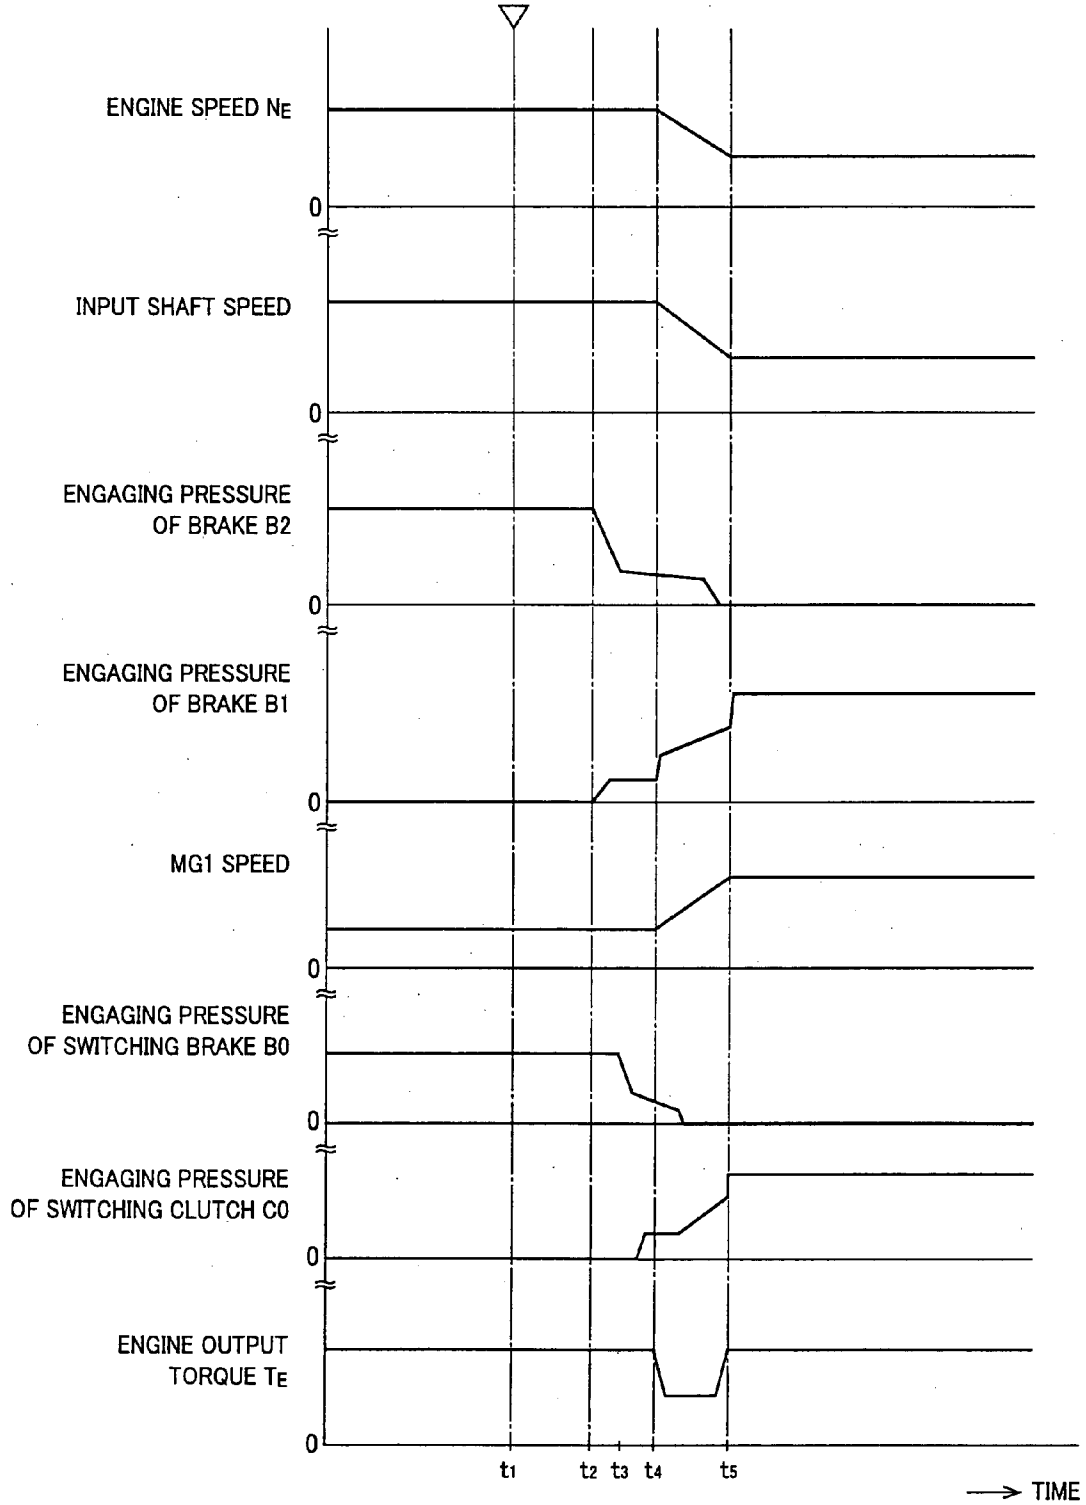 ENGINE SPEED NE
0
INPUT SHAFT SPEED
0
ENGAGING PRESSURE
OF BRAKE B2
0
ENGAGING PRESSURE
OF BRAKE B1
0
MG1 SPEED
0
ENGAGING PRESSURE
OF SWITCHING BRAKE B0
0
ENGAGING PRESSURE
OF SWITCHING CLUTCH C0
0
ENGINE OUTPUT
TORQUE TE
0
t1 t2 t3 t4 t5
TIME